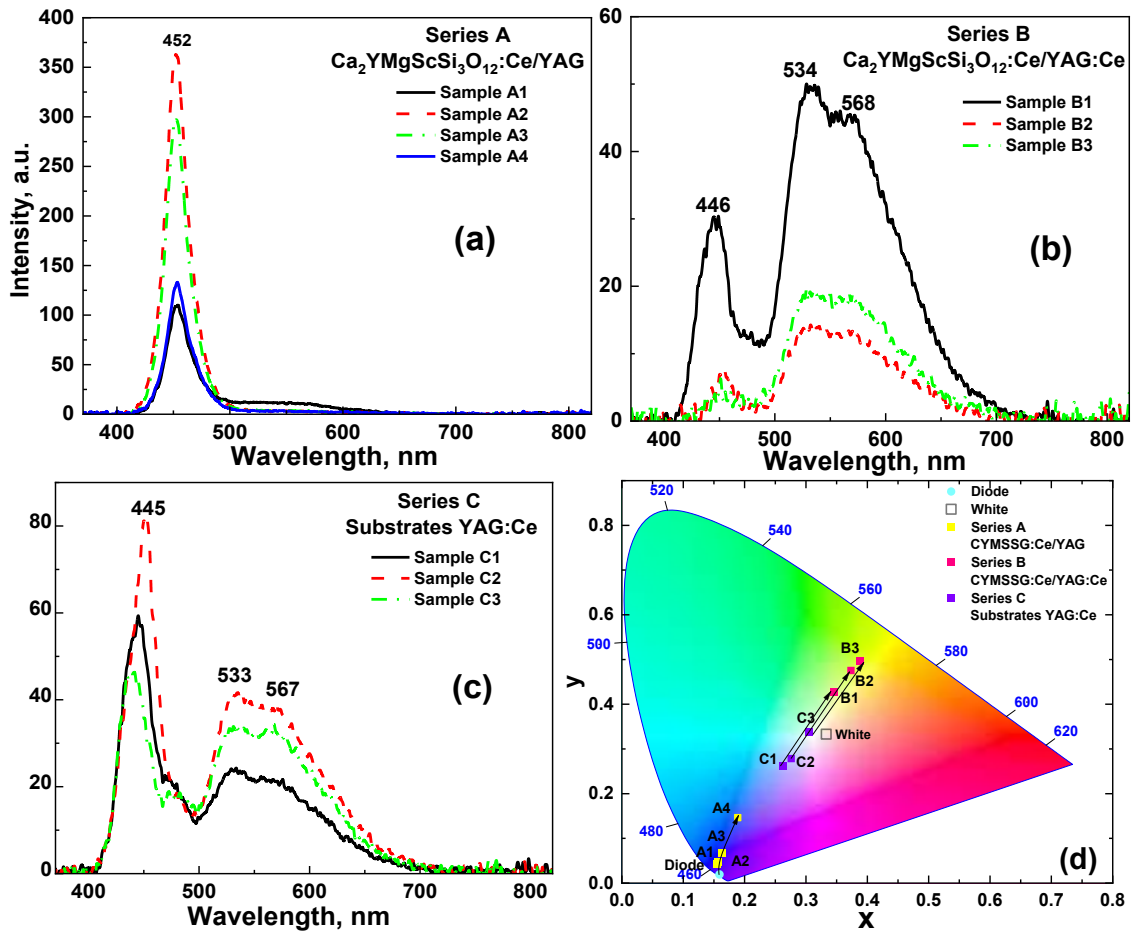 400
350
300
250
200
150
100
50
0
400
500
600
700
800
Intensity, a.u.
Wavelength, nm
452
Series A
Ca₂YMgScSi₃O₁₂:Ce/YAG
Sample A1
Sample A2
Sample A3
Sample A4
(a)
60
40
20
0
400
500
600
700
800
Wavelength, nm
446
534
568
Series B
Ca₂YMgScSi₃O₁₂:Ce/YAG:Ce
Sample B1
Sample B2
Sample B3
(b)
80
60
40
20
0
400
500
600
700
800
Wavelength, nm
445
533
567
Series C
Substrates YAG:Ce
Sample C1
Sample C2
Sample C3
(c)
0.8
0.6
0.4
0.2
0.0
0.0
0.1
0.2
0.3
0.4
0.5
0.6
0.7
0.8
y
x
520
540
560
580
600
620
500
480
460
Diode
White
Series A
CYMSSG:Ce/YAG
Series B
CYMSSG:Ce/YAG:Ce
Series C
Substrates YAG:Ce
B3
B2
B1
C3
White
C1
C2
A4
A3
A1
A2
Diode
(d)